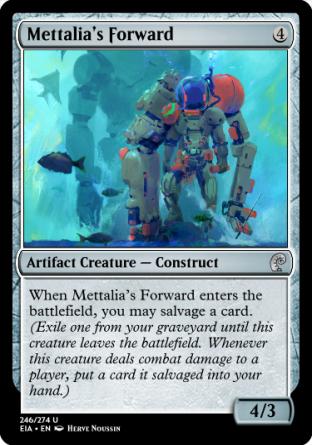 Mettalia's Forward 4
Artifact Creature — Construct
When Mettalia's Forward enters the
battlefield, you may salvage a card.
(Exile one from your graveyard until this
creature leaves the battlefield. Whenever
this creature deals combat damage to a
player, put a card it salvaged into your
hand.)
4/3
246/274 U
EIA • EN Herve Noussin